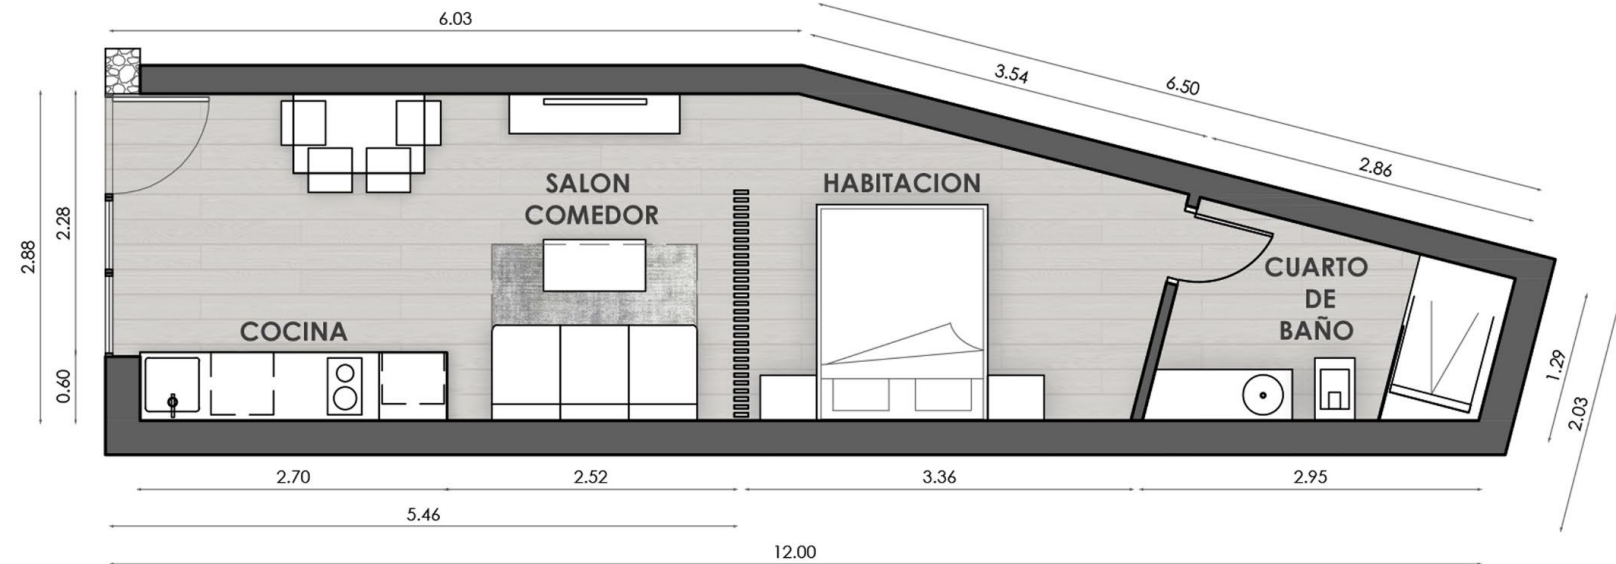 6.03
3.54
6.50
2.86
2.88
2.28
0.60
SALON
COMEDOR
HABITACION
COCINA
CUARTO
DE
BAÑO
1.29
2.03
2.70
2.52
3.36
2.95
5.46
12.00